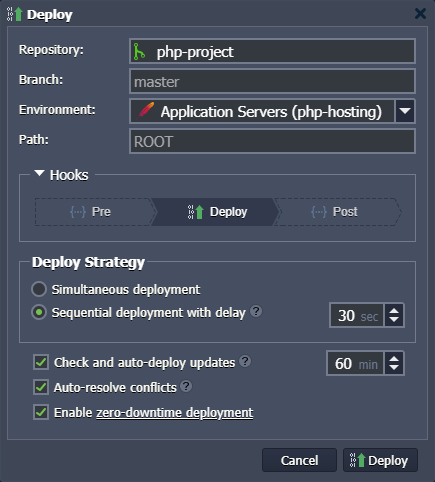 Deploy
Repository: php-project
Branch: master
Environment: Application Servers (php-hosting)
Path: ROOT
Hooks
Pre Deploy Post
Deploy Strategy
Simultaneous deployment
Sequential deployment with delay ? 30 sec
Check and auto-deploy updates ? 60 min
Auto-resolve conflicts ?
Enable zero-downtime deployment
Cancel Deploy